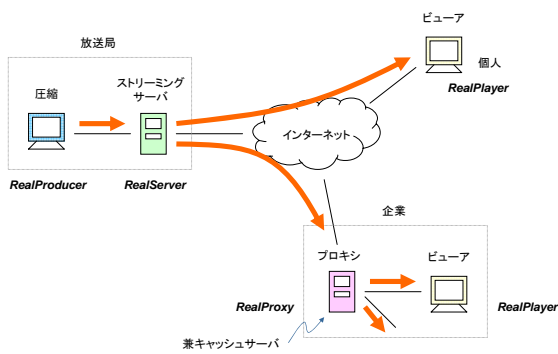 ビューア
個人
RealPlayer
放送局
圧縮
ストリーミング
サーバ
RealProducer
RealServer
インターネット
企業
プロキシ
ビューア
RealProxy
RealPlayer
兼キャッシュサーバ